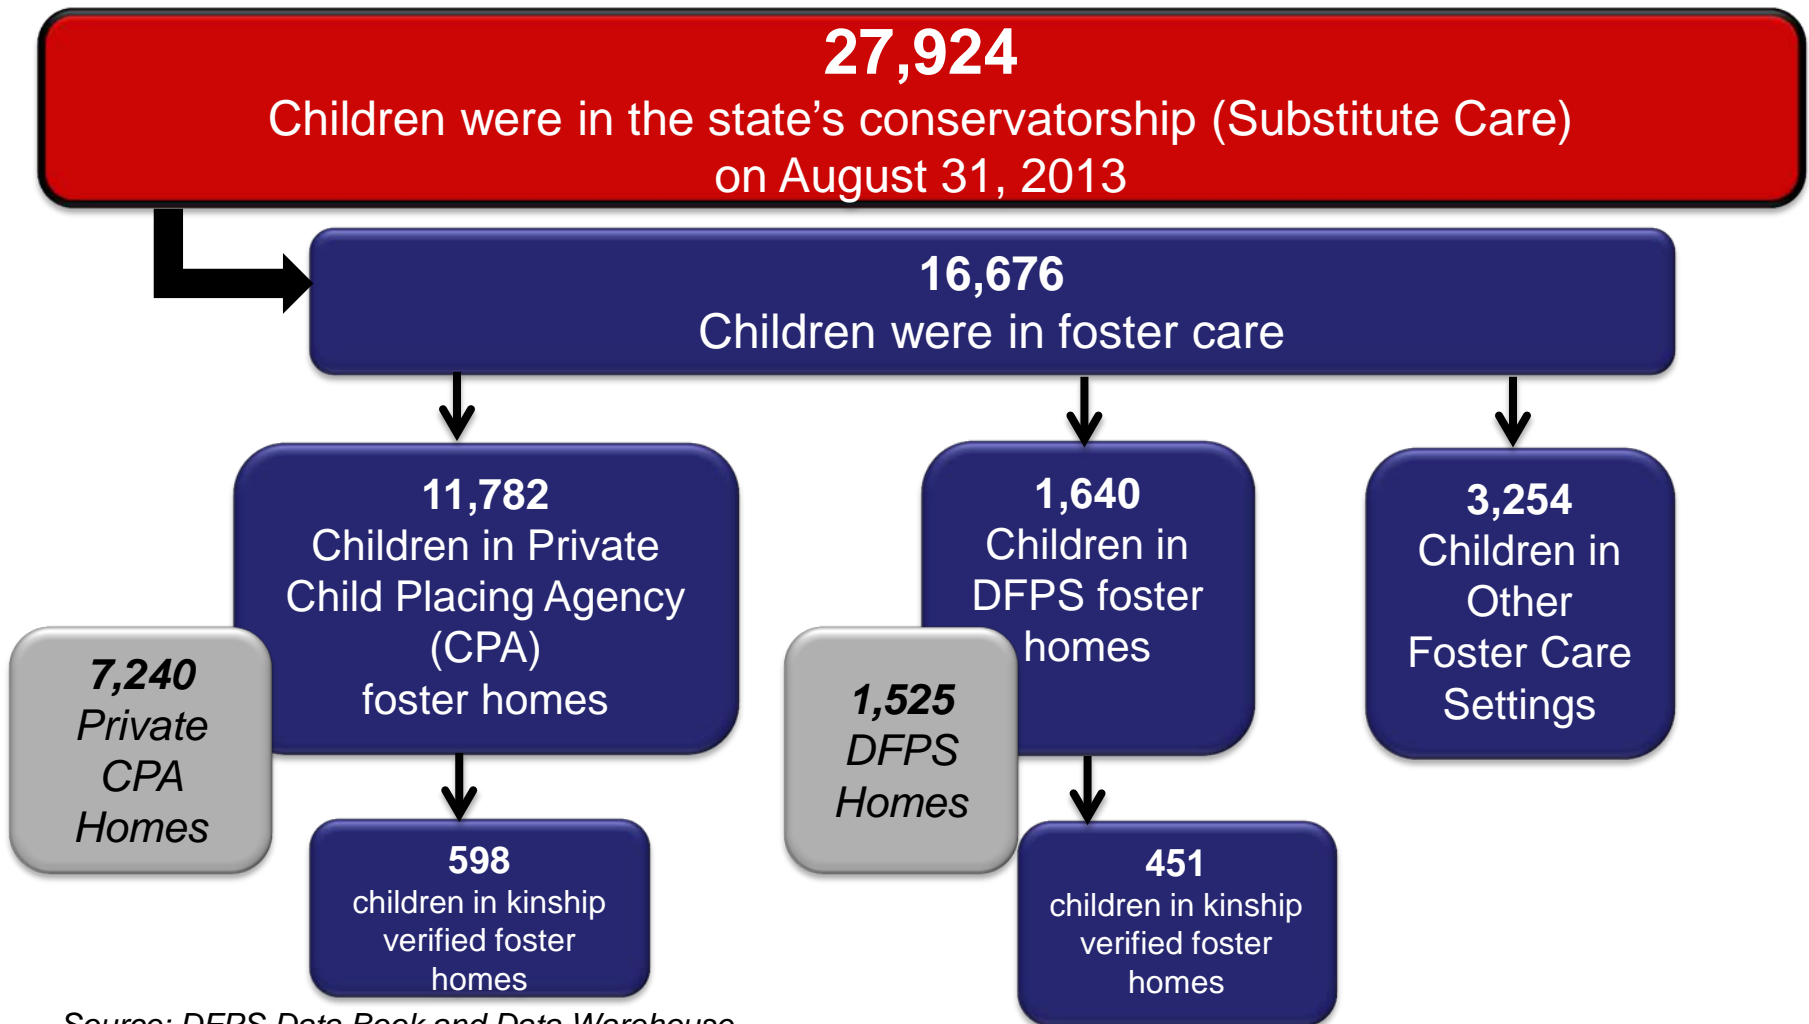 27,924
Children were in the state’s conservatorship (Substitute Care)
on August 31, 2013
16,676
Children were in foster care
11,782
Children in Private
Child Placing Agency
(CPA)
foster homes
7,240
Private
CPA
Homes
598
children in kinship
verified foster
homes
1,640
Children in
DFPS foster
homes
1,525
DFPS
Homes
451
children in kinship
verified foster
homes
3,254
Children in
Other
Foster Care
Settings
Source: DFPS Data Book and Data Warehouse